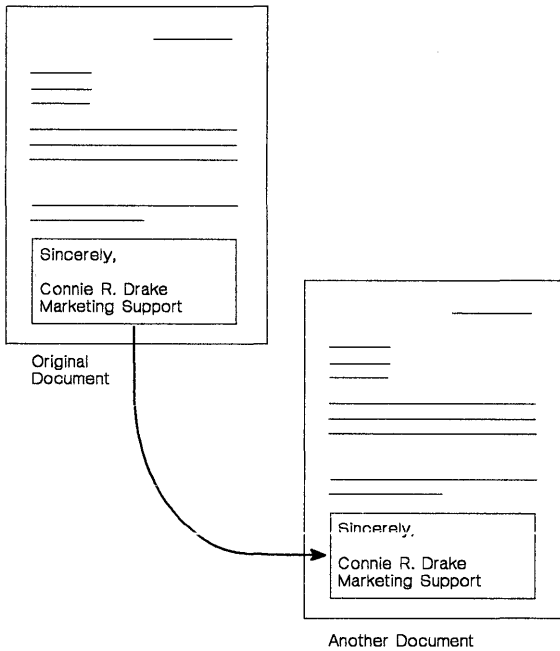 Sincerely,
Connie R. Drake
Marketing Support
Original
Document
Sincerely,
Connie R. Drake
Marketing Support
Another Document